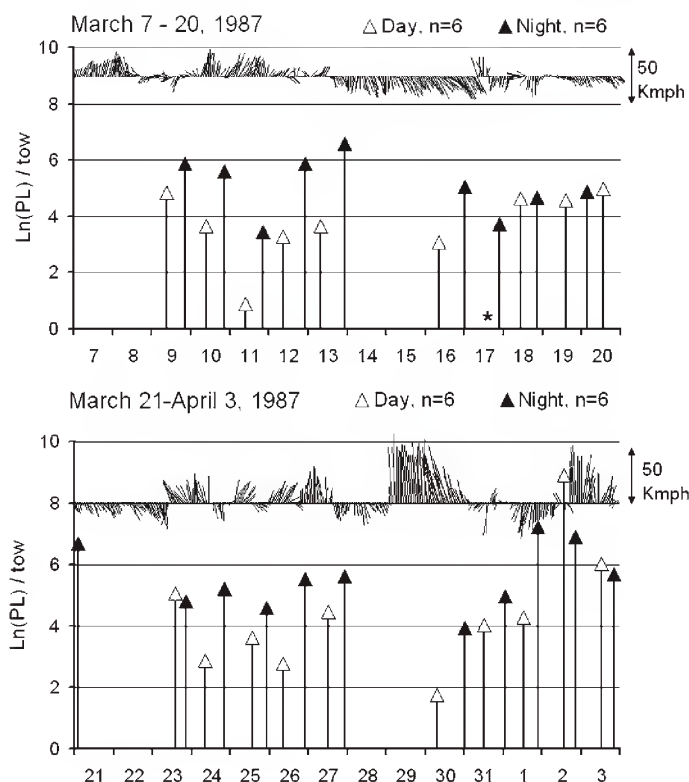 March 7 - 20, 1987 △ Day, n=6 ▲ Night, n=6
10
8
6
4
2
0
Ln(PL) / tow
50
Kmph
*
7 8 9 10 11 12 13 14 15 16 17 18 19 20
March 21-April 3, 1987 △ Day, n=6 ▲ Night, n=6
10
8
6
4
2
0
Ln(PL) / tow
50
Kmph
21 22 23 24 25 26 27 28 29 30 31 1 2 3